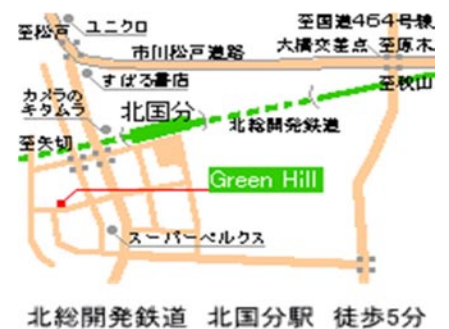 ユニクロ
至国道464号線
至松戸
市川松戸道路
大橋交差点
至原木
すばる書店
至秋山
カメラの
キタムラ
北国分
北総開発鉄道
至矢切
Green Hill
スーパーベルクス
北総開発鉄道 北国分駅 徒歩5分